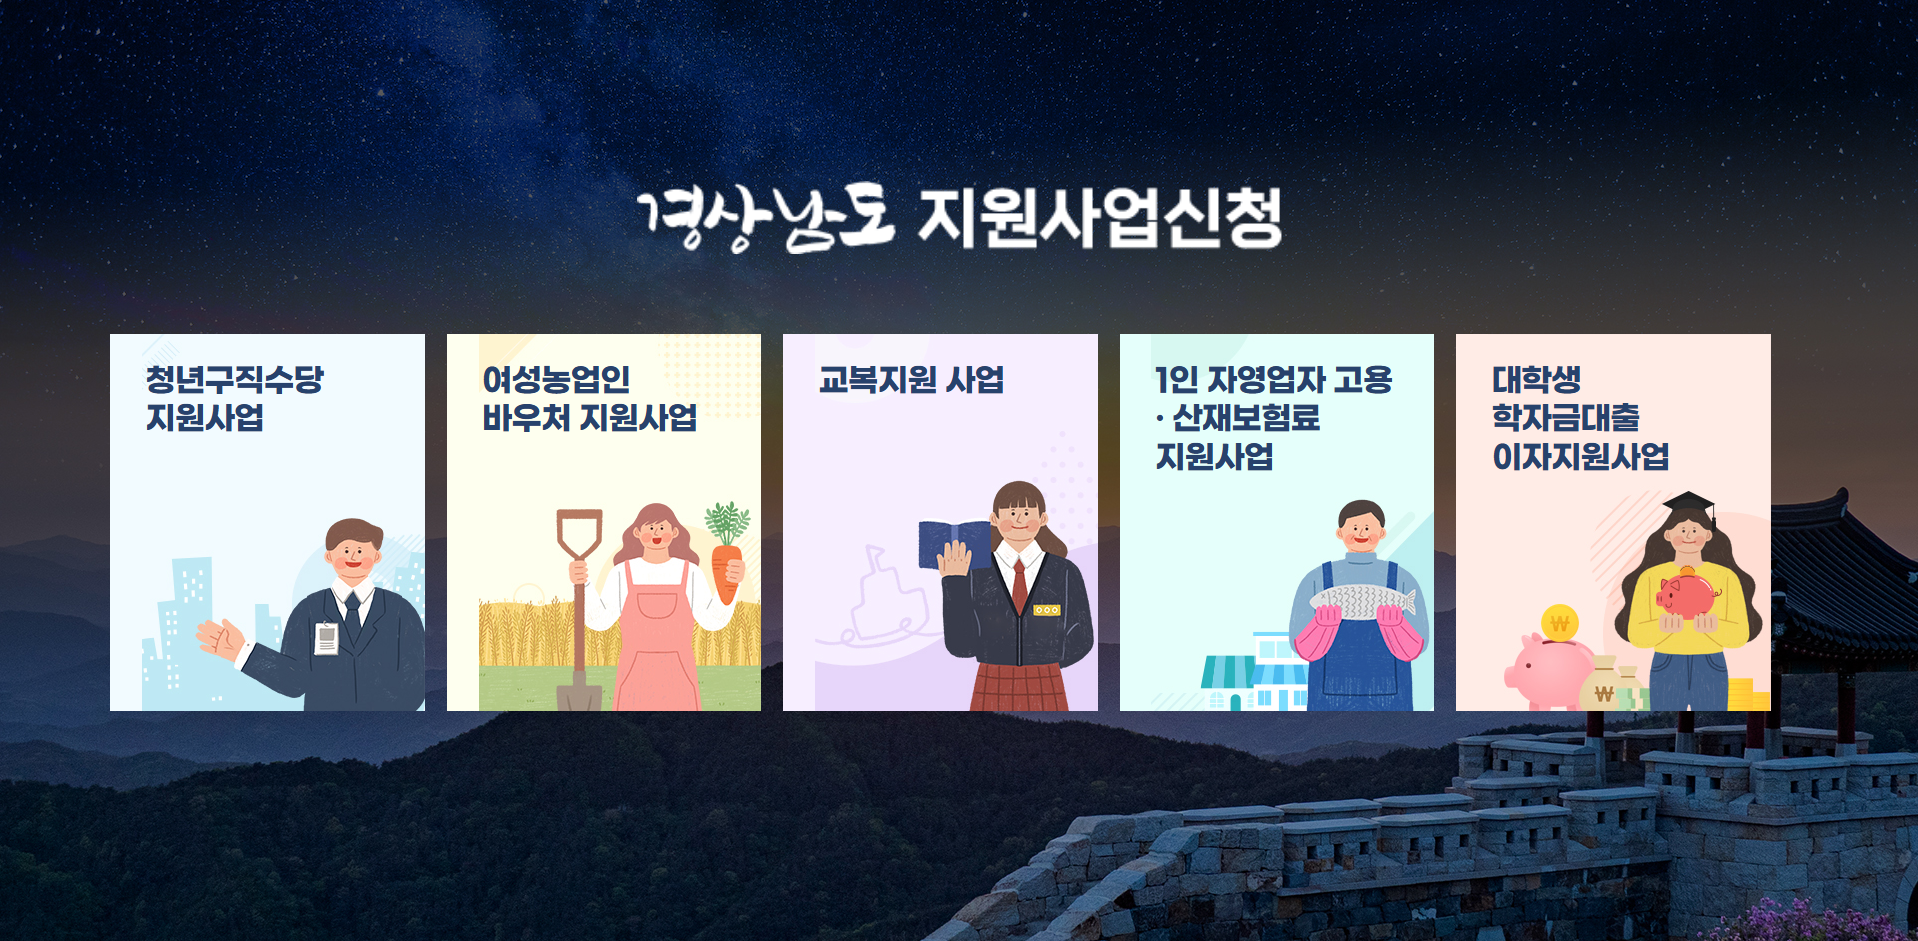 경상남도 지원사업신청
청년구직수당
지원사업
여성농업인
바우처 지원사업
교복지원 사업
1인 자영업자 고용
· 산재보험료
지원사업
대학생
학자금대출
이자지원사업
₩
₩